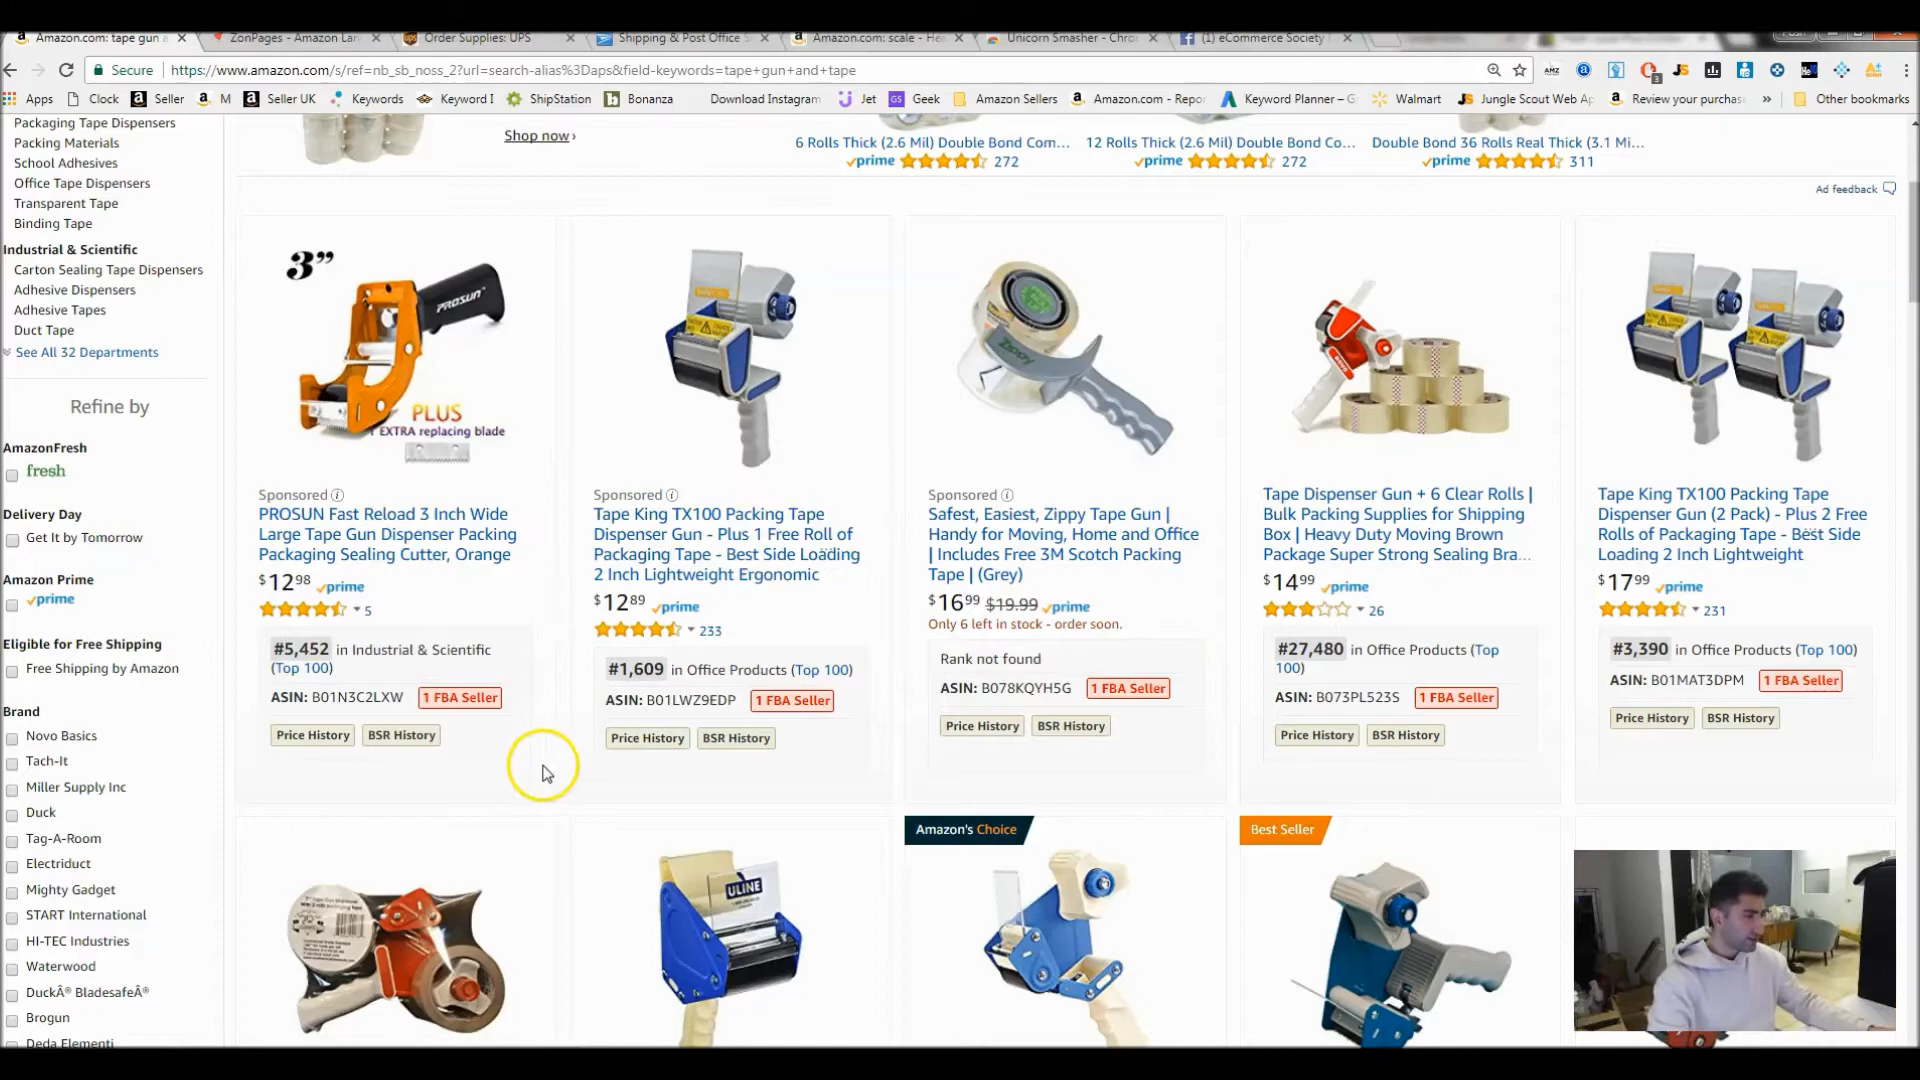 Amazon.com: tape gun a
ZonPages - Amazon Lan
Order Supplies: UPS
Shipping & Post Office S
Amazon.com: scale - He
Unicorn Smasher - Chro
(1) eCommerce Society
Secure
https://www.amazon.com/s/ref=nb_sb_noss_2?url=search-alias%3Daps&field-keywords=tape+gun+and+tape
Apps
Clock
Seller
M
Seller UK
Keywords
Keyword I
ShipStation
Bonanza
Download Instagram
Jet
Geek
Amazon Sellers
Amazon.com - Repor
Keyword Planner – G
Walmart
Jungle Scout Web Ap
Review your purchas
»
Other bookmarks
Packaging Tape Dispensers
Packing Materials
School Adhesives
Office Tape Dispensers
Transparent Tape
Binding Tape
Industrial & Scientific
Carton Sealing Tape Dispensers
Adhesive Dispensers
Adhesive Tapes
Duct Tape
See All 32 Departments
Refine by
AmazonFresh
fresh
Delivery Day
Get It by Tomorrow
Amazon Prime
prime
Eligible for Free Shipping
Free Shipping by Amazon
Brand
Novo Basics
Tach-It
Miller Supply Inc
Duck
Tag-A-Room
Electriduct
Mighty Gadget
START International
HI-TEC Industries
Waterwood
DuckÂ® BladesafeÂ®
Brogun
Deda Elementi
Shop now ›
6 Rolls Thick (2.6 Mil) Double Bond Com...
prime 272
12 Rolls Thick (2.6 Mil) Double Bond Co...
prime 272
Double Bond 36 Rolls Real Thick (3.1 Mi...
prime 311
Ad feedback
3”
PROSUN
PLUS
1 EXTRA replacing blade
Sponsored
PROSUN Fast Reload 3 Inch Wide
Large Tape Gun Dispenser Packing
Packaging Sealing Cutter, Orange
$12 98 prime
5
#5,452 in Industrial & Scientific
(Top 100)
ASIN: B01N3C2LXW 1 FBA Seller
Price History BSR History
Sponsored
Tape King TX100 Packing Tape
Dispenser Gun - Plus 1 Free Roll of
Packaging Tape - Best Side Loading
2 Inch Lightweight Ergonomic
$12 89 prime
233
#1,609 in Office Products (Top 100)
ASIN: B01LWZ9EDP 1 FBA Seller
Price History BSR History
Zippy
Sponsored
Safest, Easiest, Zippy Tape Gun |
Handy for Moving, Home and Office
| Includes Free 3M Scotch Packing
Tape | (Grey)
$16 99 $19.99 prime
Only 6 left in stock - order soon.
Rank not found
ASIN: B078KQYH5G 1 FBA Seller
Price History BSR History
Tape Dispenser Gun + 6 Clear Rolls |
Bulk Packing Supplies for Shipping
Box | Heavy Duty Moving Brown
Package Super Strong Sealing Bra...
$14 99 prime
26
#27,480 in Office Products (Top
100)
ASIN: B073PL523S 1 FBA Seller
Price History BSR History
Tape King TX100 Packing Tape
Dispenser Gun (2 Pack) - Plus 2 Free
Rolls of Packaging Tape - Best Side
Loading 2 Inch Lightweight
$17 99 prime
231
#3,390 in Office Products (Top 100)
ASIN: B01MAT3DPM 1 FBA Seller
Price History BSR History
ULINE
Amazon's Choice
Best Seller